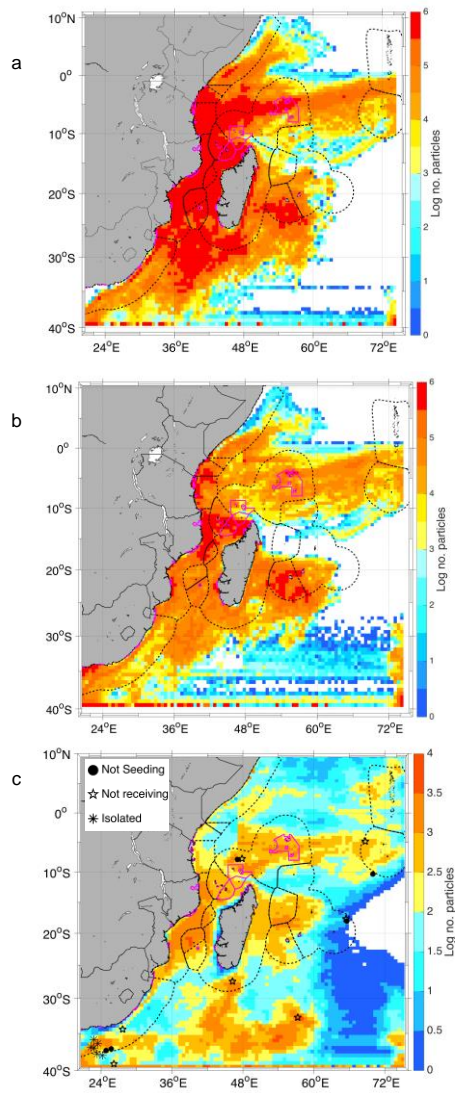 a
10°N
0°
10°S
20°S
30°S
40°S
24°E 36°E 48°E 60°E 72°E
6
5
4
3
2
1
0
Log no. particles
b
10°N
0°
10°S
20°S
30°S
40°S
24°E 36°E 48°E 60°E 72°E
6
5
4
3
2
1
0
Log no. particles
c
Not Seeding
Not receiving
Isolated
10°N
0°
10°S
20°S
30°S
40°S
24°E 36°E 48°E 60°E 72°E
4
3.5
3
2.5
2
1.5
1
0.5
0
Log no. particles